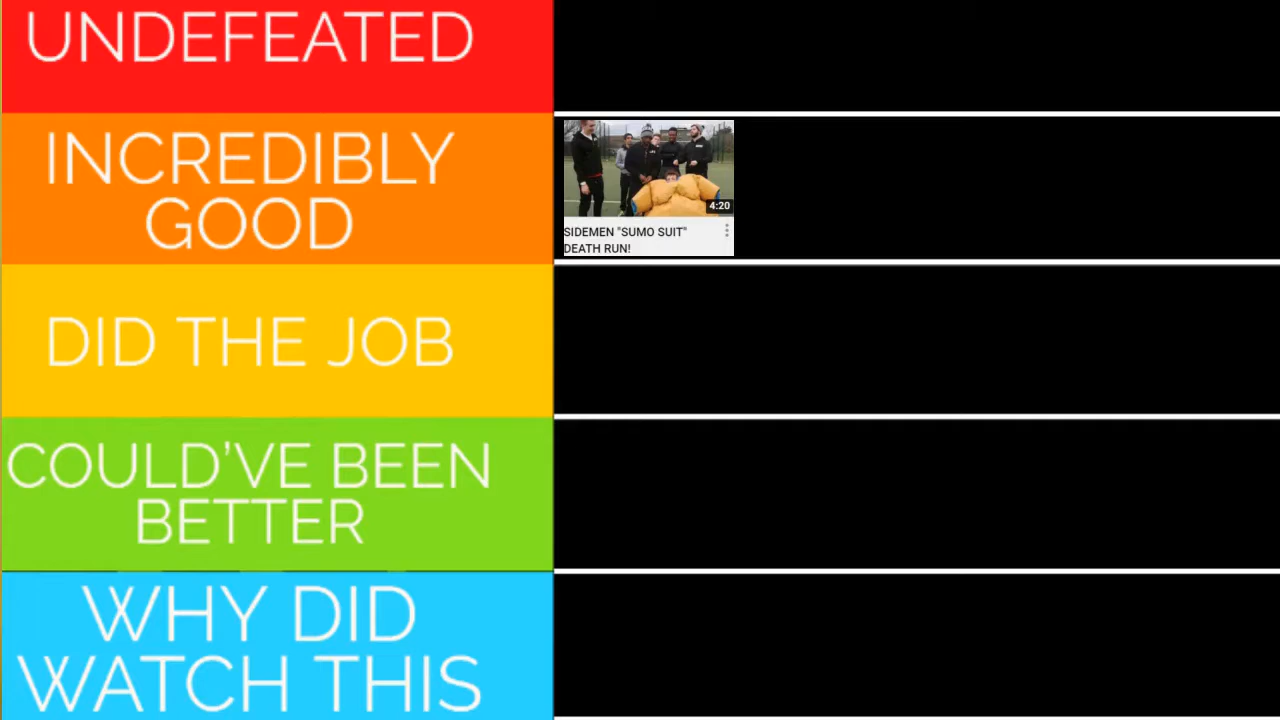 UNDEFEATED
INCREDIBLY
GOOD
4:20
SIDEMEN "SUMO SUIT"
DEATH RUN!
DID THE JOB
COULD'VE BEEN
BETTER
WHY DID
WATCH THIS